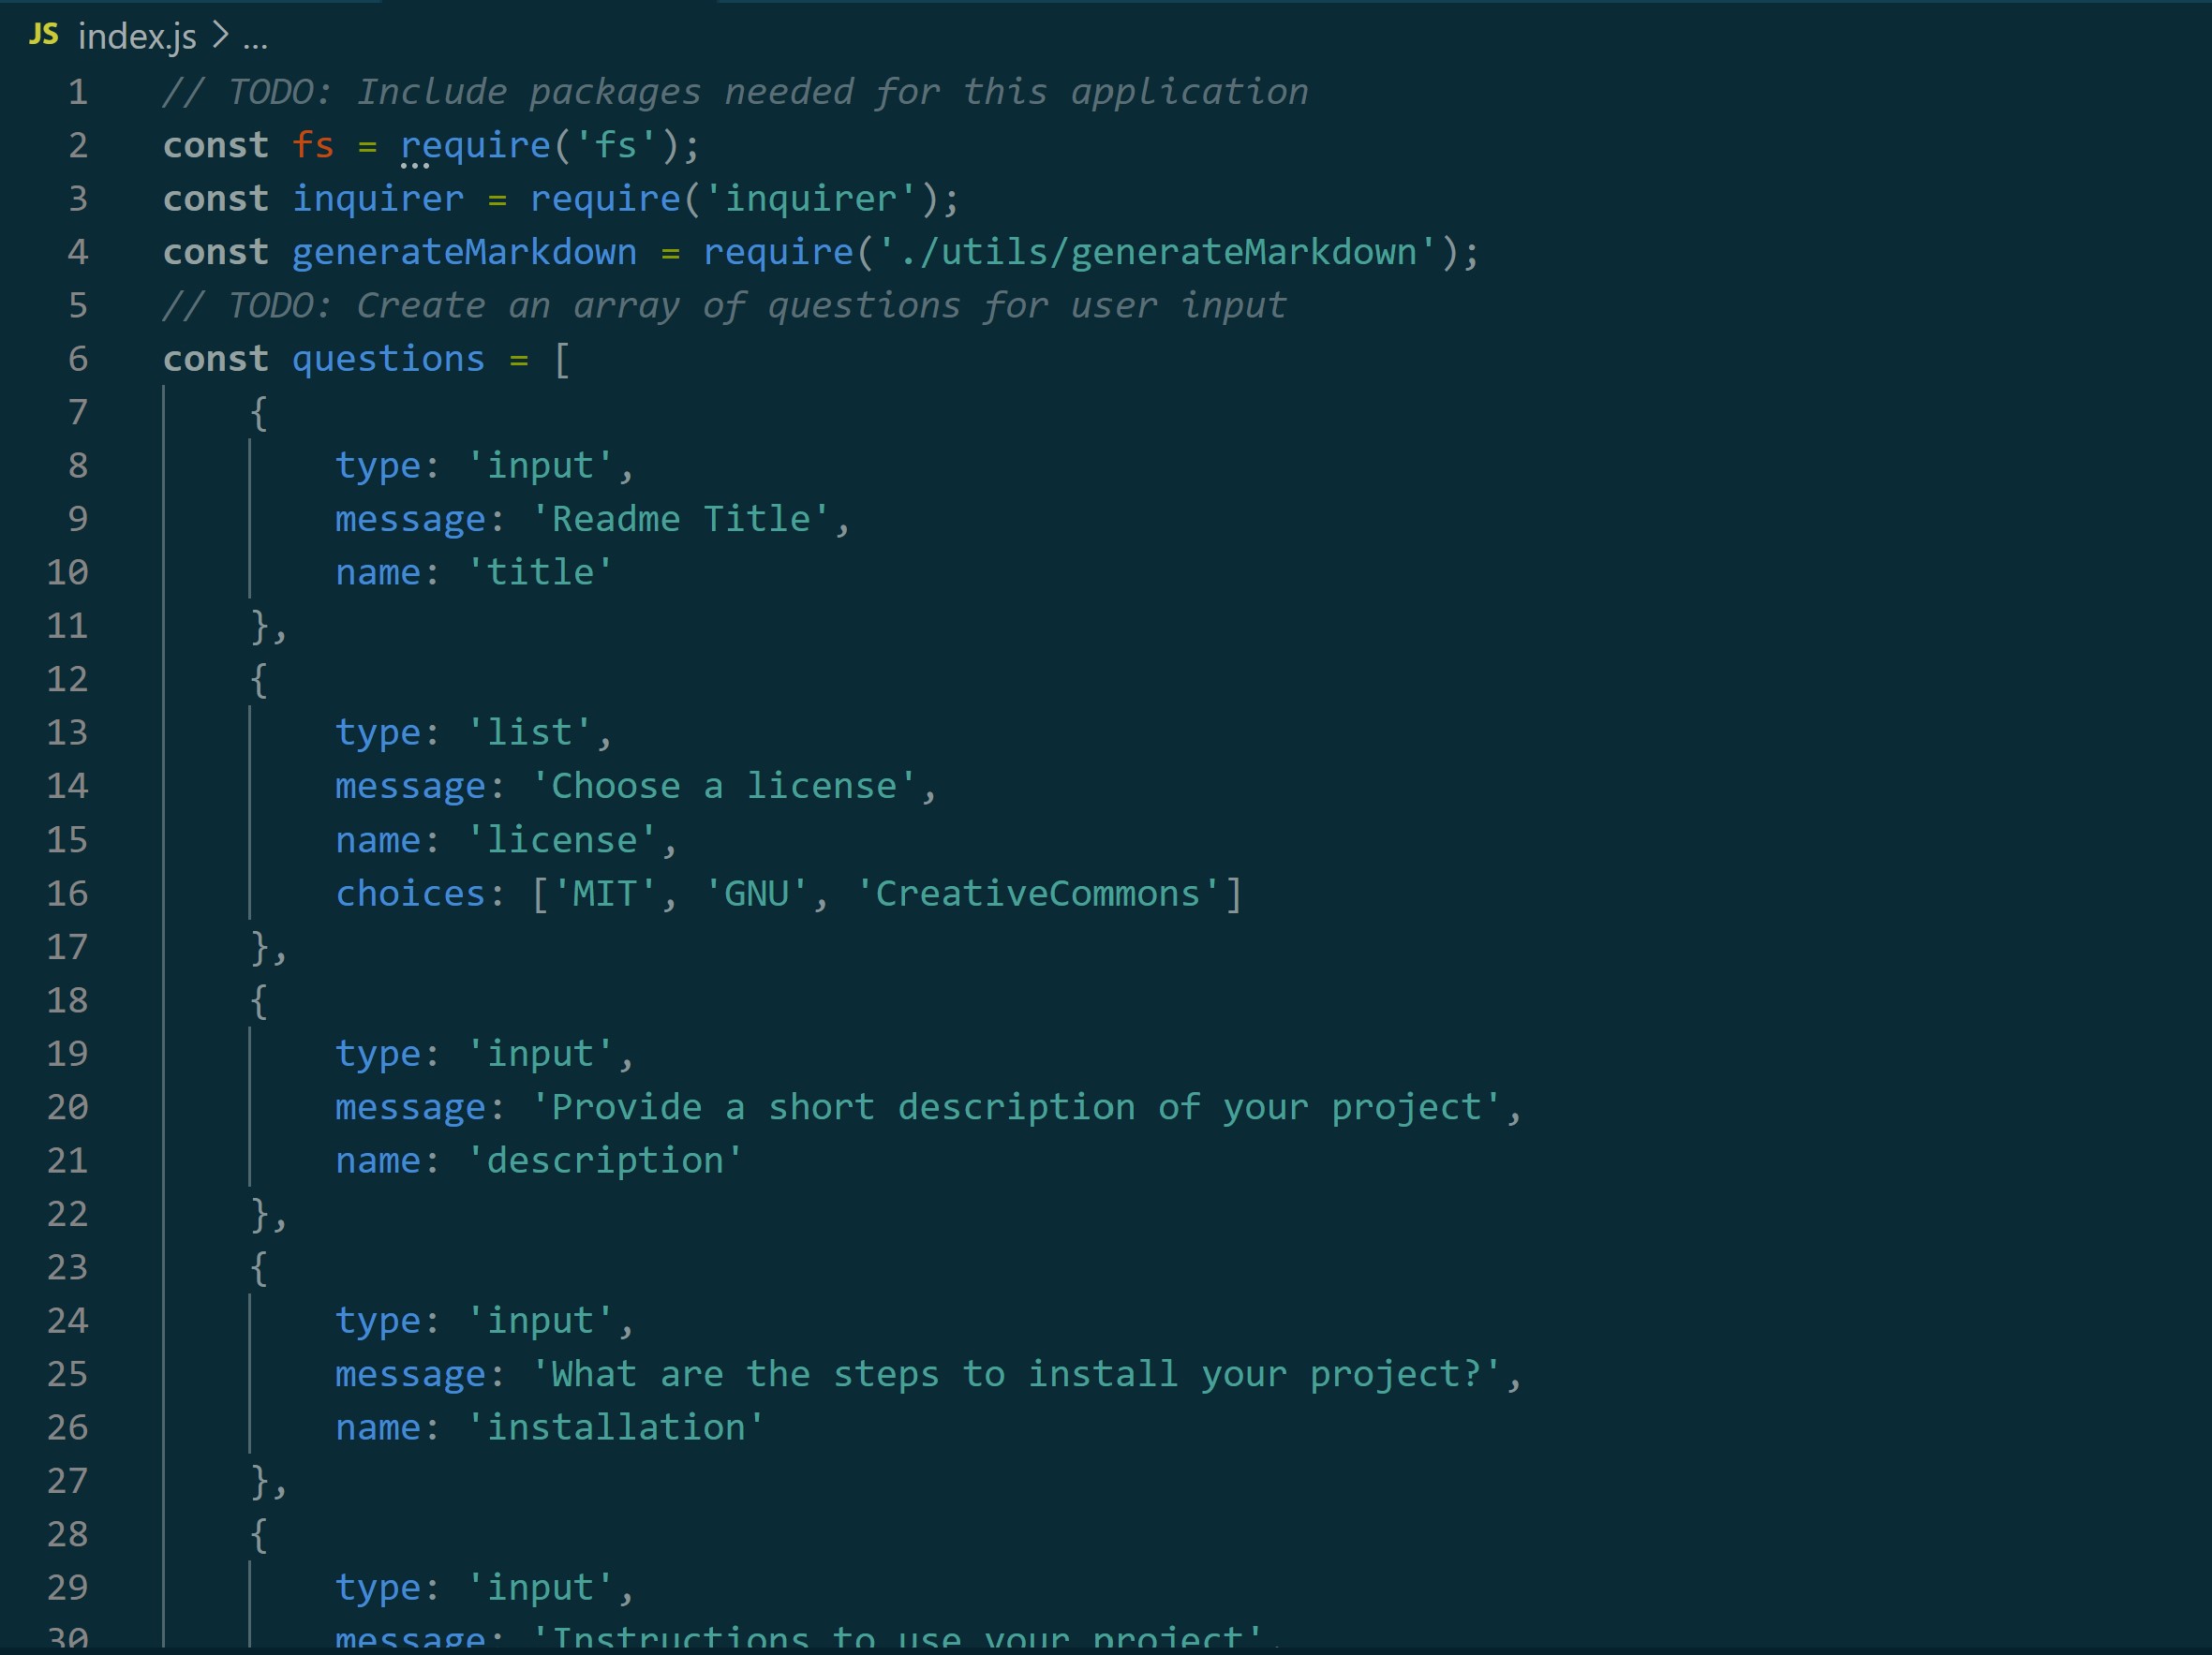 JS index.js > ...
1 // TODO: Include packages needed for this application
2 const fs = require('fs');
3 const inquirer = require('inquirer');
4 const generateMarkdown = require('./utils/generateMarkdown');
5 // TODO: Create an array of questions for user input
6 const questions = [
7     {
8         type: 'input',
9         message: 'Readme Title',
10         name: 'title'
11     },
12     {
13         type: 'list',
14         message: 'Choose a license',
15         name: 'license',
16         choices: ['MIT', 'GNU', 'CreativeCommons']
17     },
18     {
19         type: 'input',
20         message: 'Provide a short description of your project',
21         name: 'description'
22     },
23     {
24         type: 'input',
25         message: 'What are the steps to install your project?',
26         name: 'installation'
27     },
28     {
29         type: 'input',
30         message: 'Instructions to use your project',